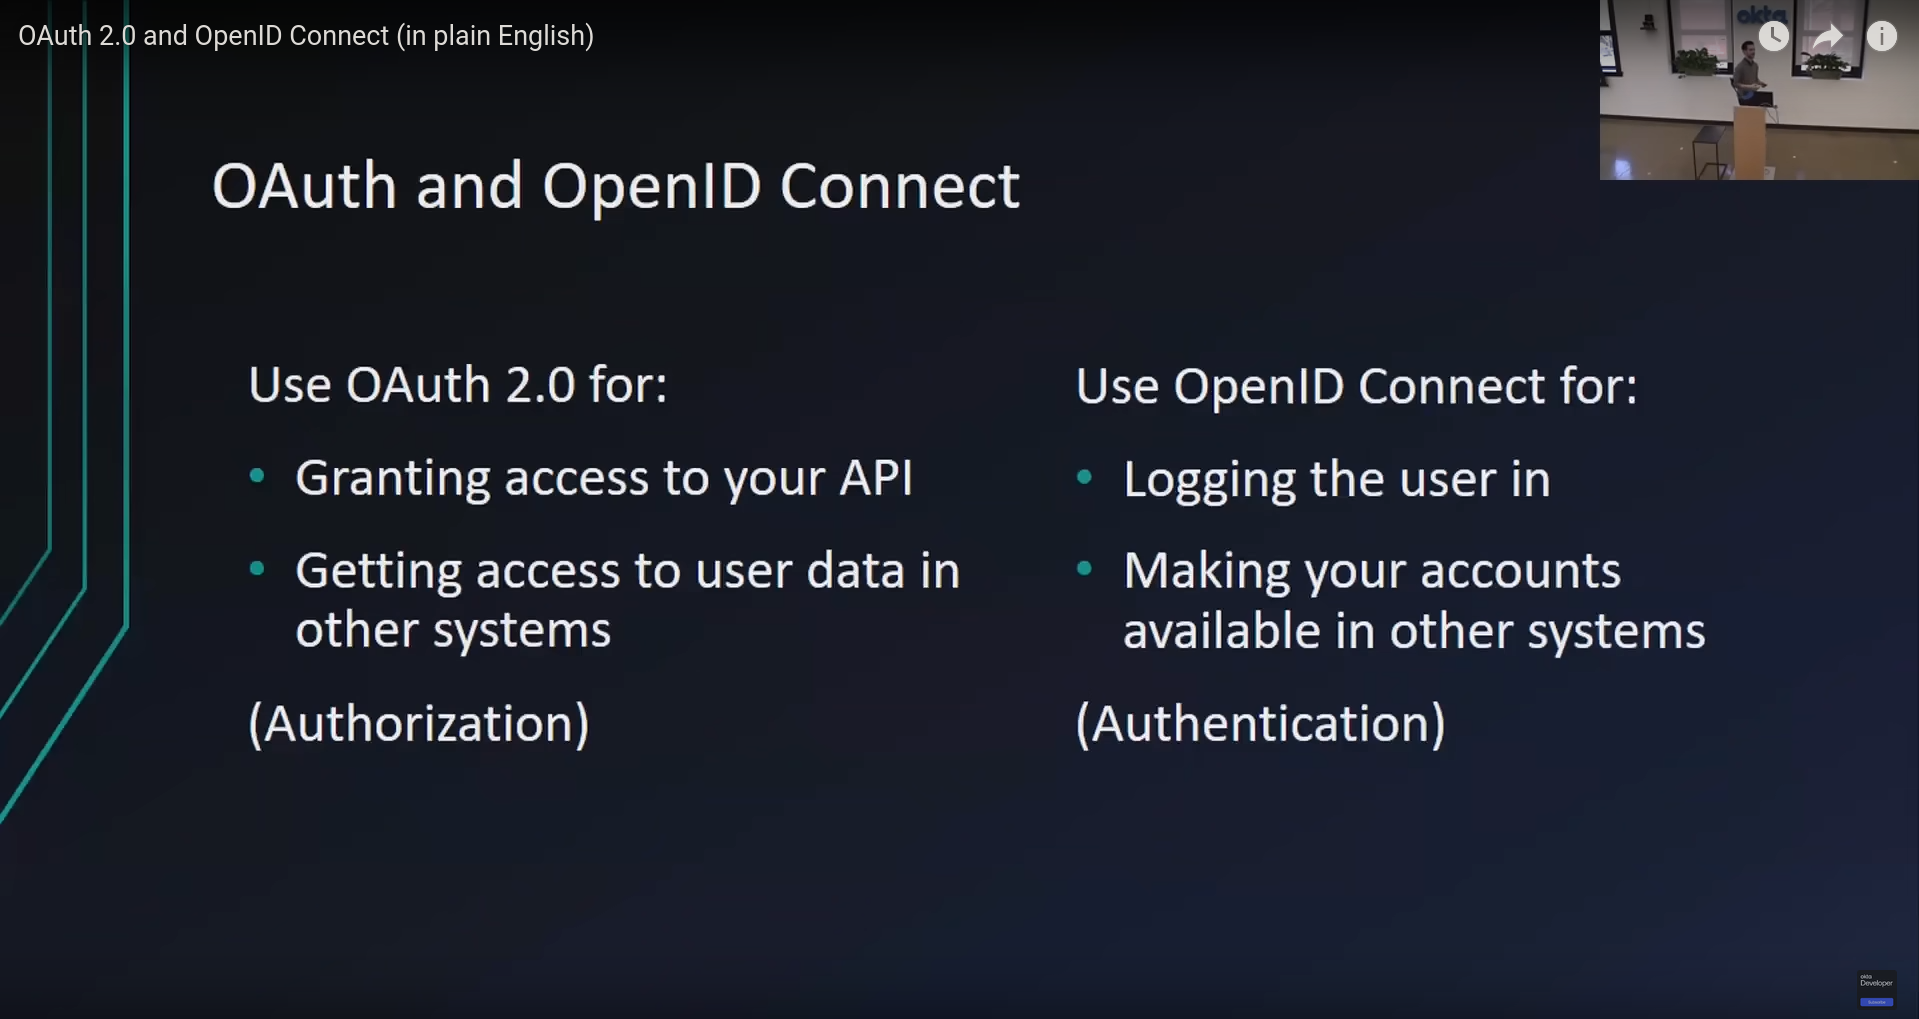 OAuth 2.0 and OpenID Connect (in plain English)
okta
OAuth and OpenID Connect
Use OAuth 2.0 for:
• Granting access to your API
• Getting access to user data in
other systems
(Authorization)
Use OpenID Connect for:
• Logging the user in
• Making your accounts
available in other systems
(Authentication)
okta
Developer
Subscribe